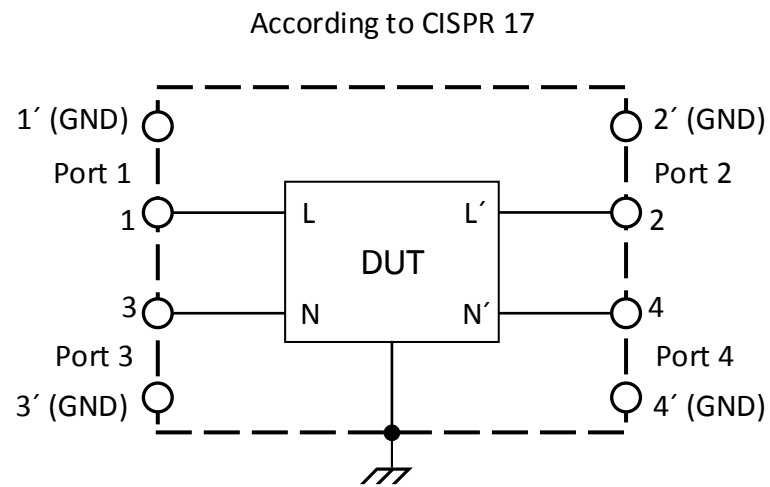 According to CISPR 17
1´ (GND)
2´ (GND)
Port 1
Port 2
1
L
L´
2
DUT
3
N
N´
4
Port 3
Port 4
3´ (GND)
4´ (GND)